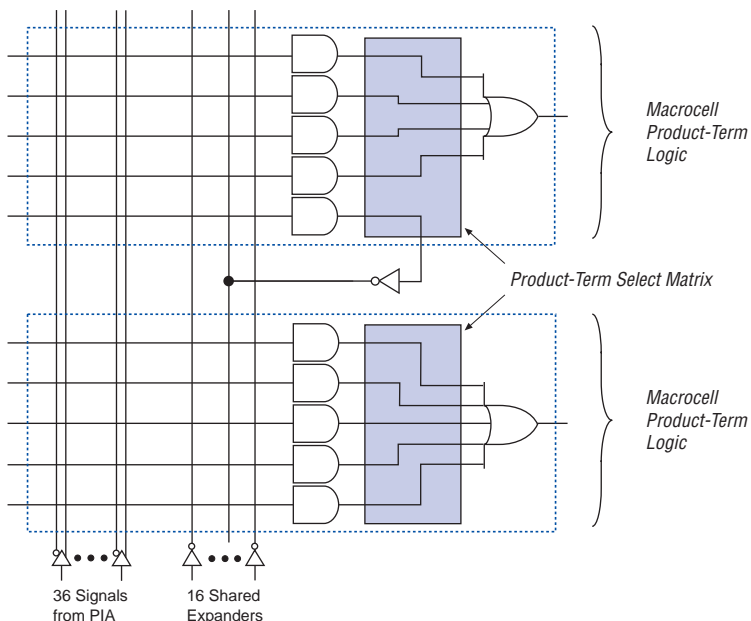 Macrocell
Product-Term
Logic
Product-Term Select Matrix
Macrocell
Product-Term
Logic
36 Signals
from PIA
16 Shared
Expanders